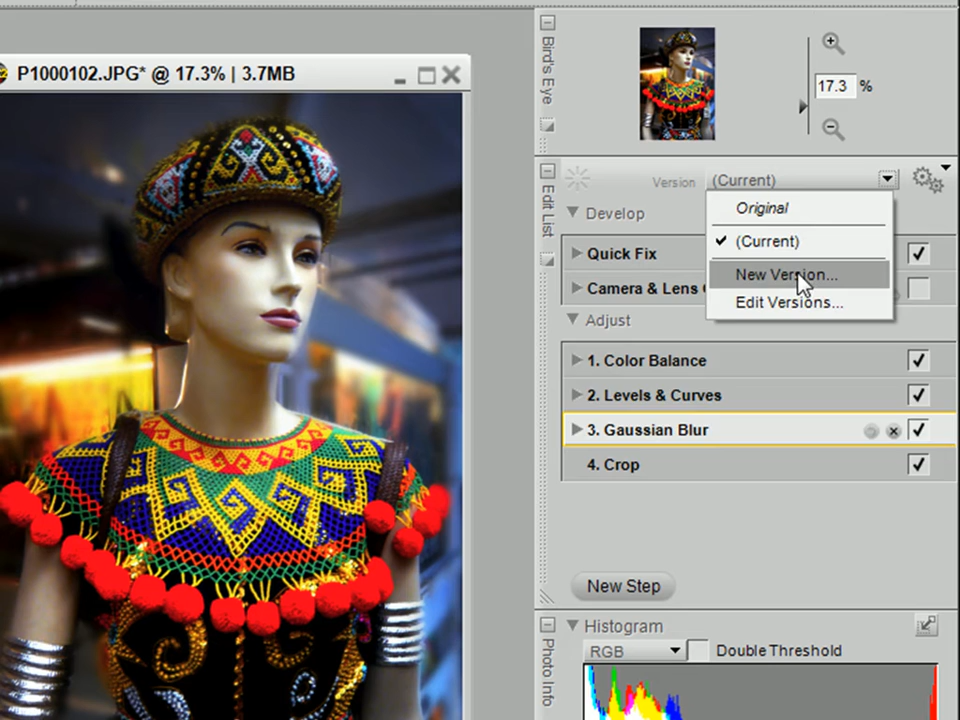 P1000102.JPG* @ 17.3% | 3.7MB
Bird's Eye
17.3 %
Edit List
Version (Current)
Original
(Current)
New Version...
Edit Versions...
Develop
Quick Fix
Camera & Lens
Adjust
1. Color Balance
2. Levels & Curves
3. Gaussian Blur
4. Crop
New Step
Photo Info
Histogram
RGB Double Threshold